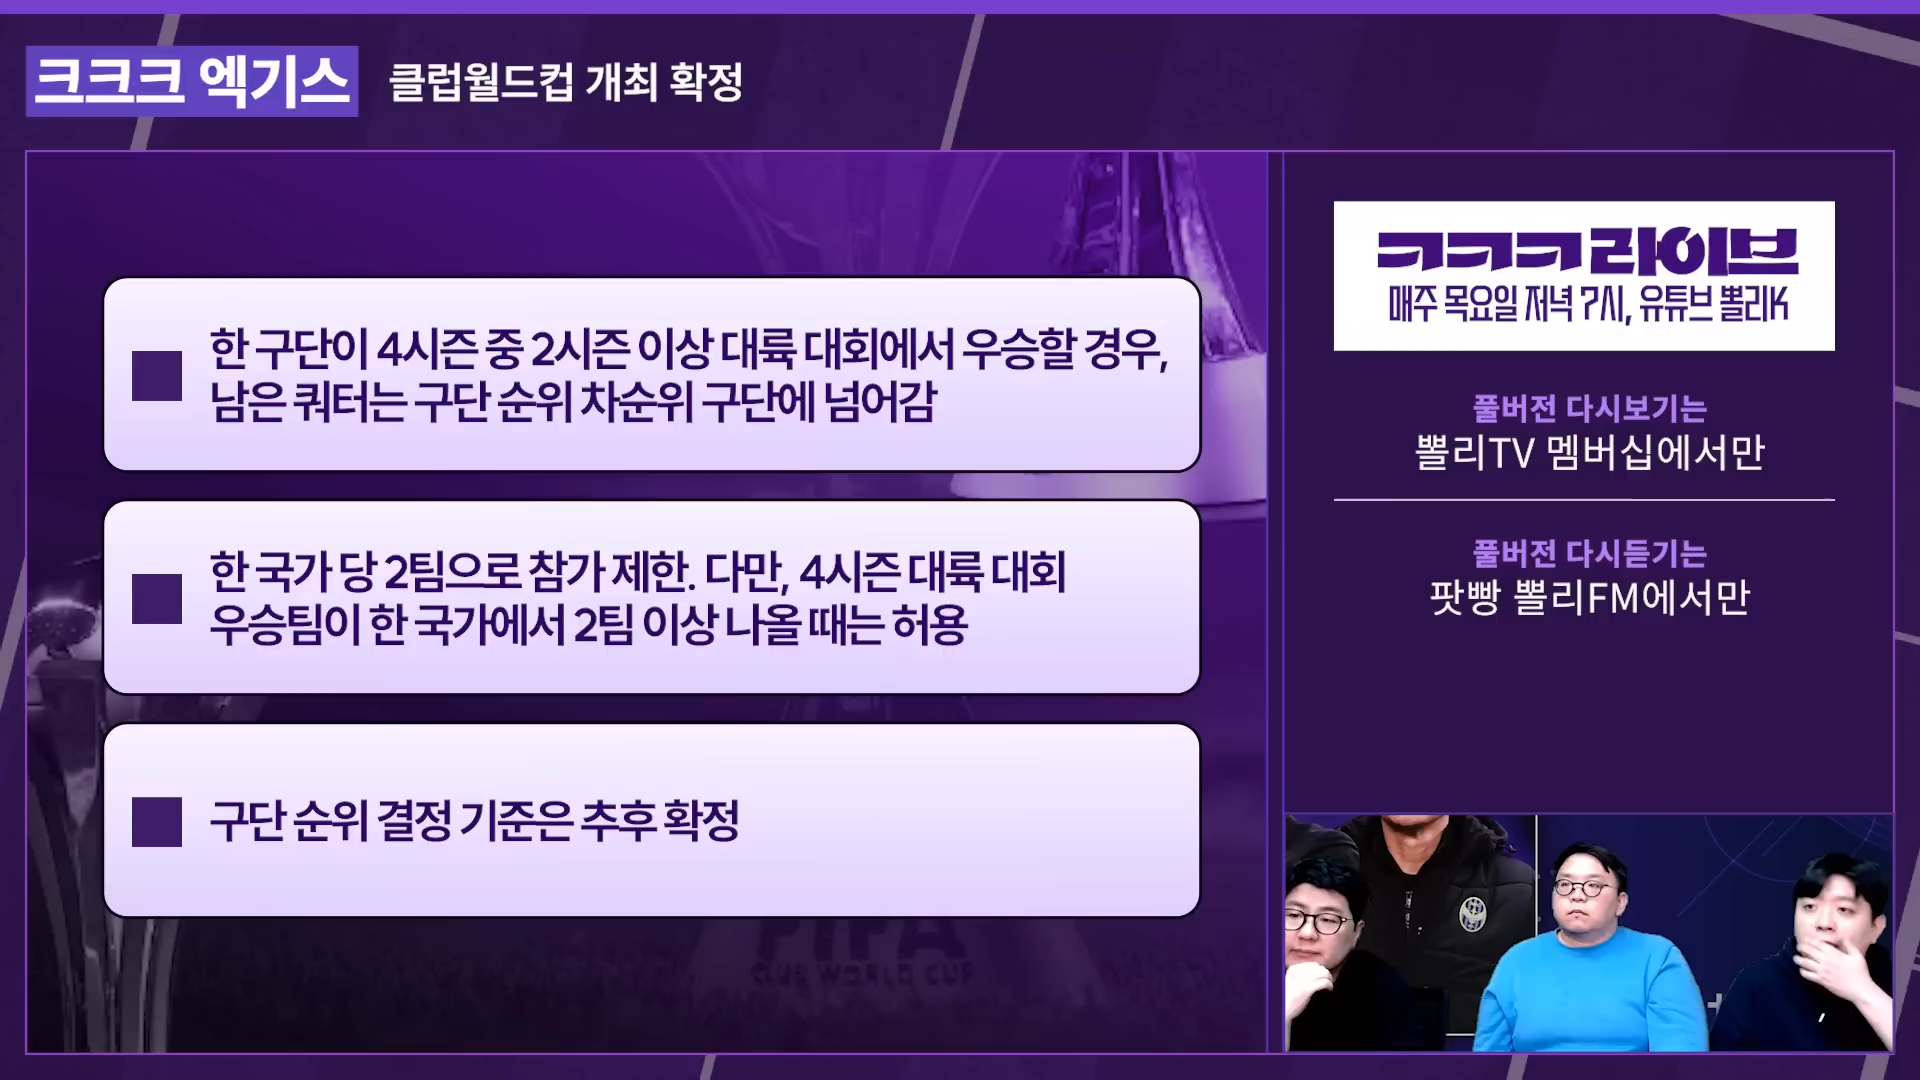 크크크 엑기스
클럽월드컵 개최 확정
한 구단이 4시즌 중 2시즌 이상 대륙 대회에서 우승할 경우,
남은 쿼터는 구단 순위 차순위 구단에 넘어감
한 국가 당 2팀으로 참가 제한. 다만, 4시즌 대륙 대회
우승팀이 한 국가에서 2팀 이상 나올 때는 허용
구단 순위 결정 기준은 추후 확정
FIFA
CLUB WORLD CUP
ㅋㅋㅋ라이브
매주 목요일 저녁 7시, 유튜브 뽈리K
풀버전 다시보기는
뽈리TV 멤버십에서만
풀버전 다시듣기는
팟빵 뽈리FM에서만